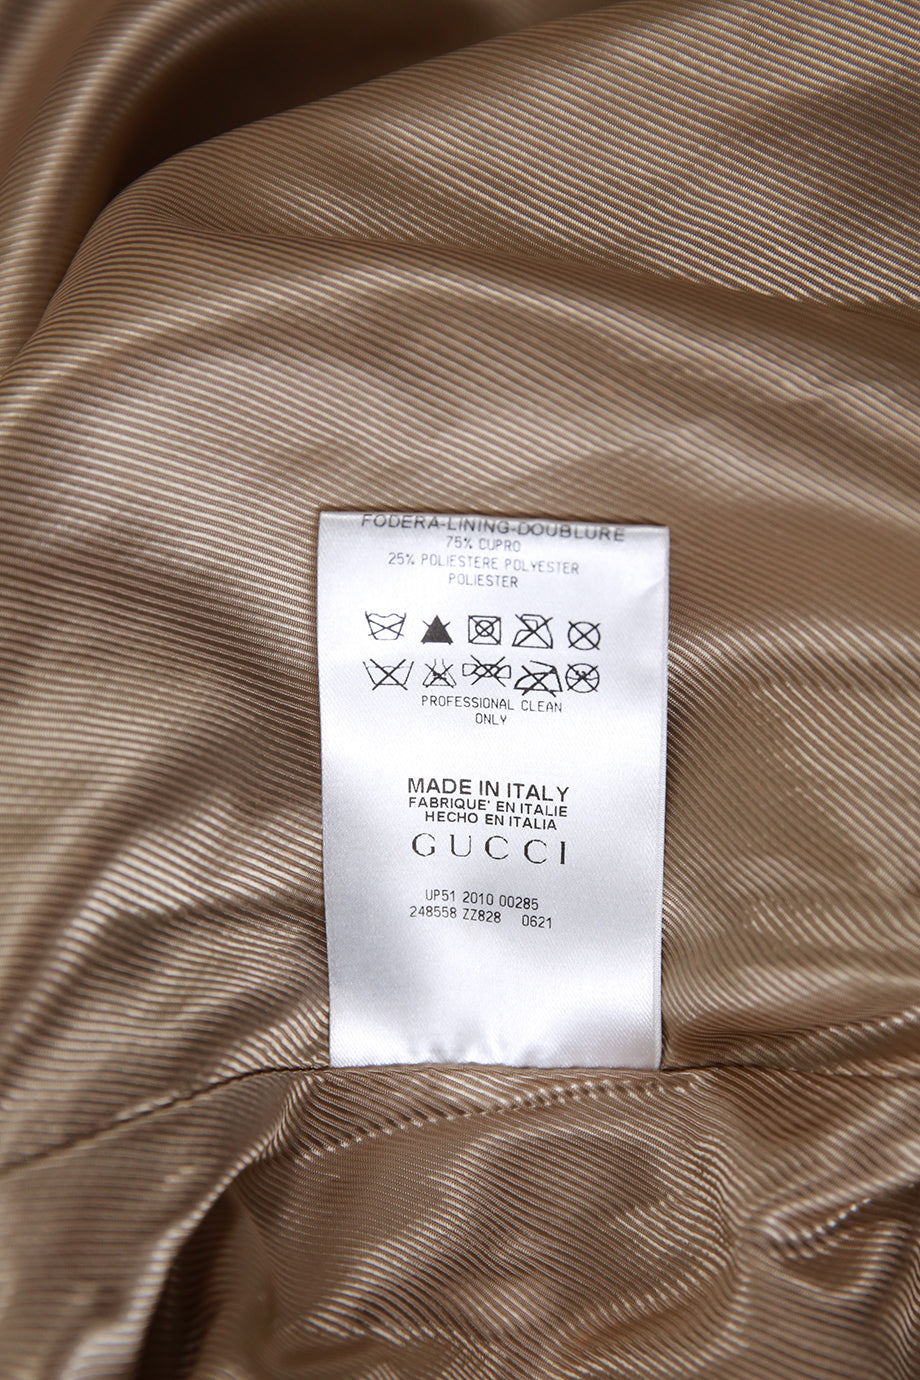 FODERA-LINING-DOUBLURE
75% CUPRO
25% POLIESTERE POLYESTER
POLIESTER
PROFESSIONAL CLEAN
ONLY
MADE IN ITALY
FABRIQUE' EN ITALIE
HECHO EN ITALIA
GUCCI
UP51 2010 00285
248558 ZZ828 0621